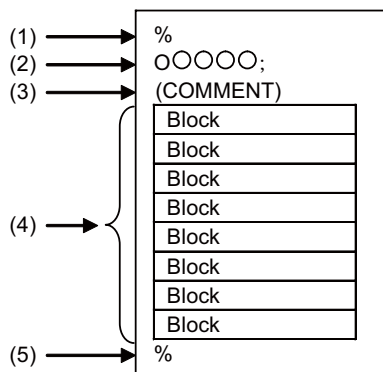 (1) %
(2) O○○○○;
(3) (COMMENT)
Block
Block
Block
Block
(4) Block
Block
Block
Block
(5) %